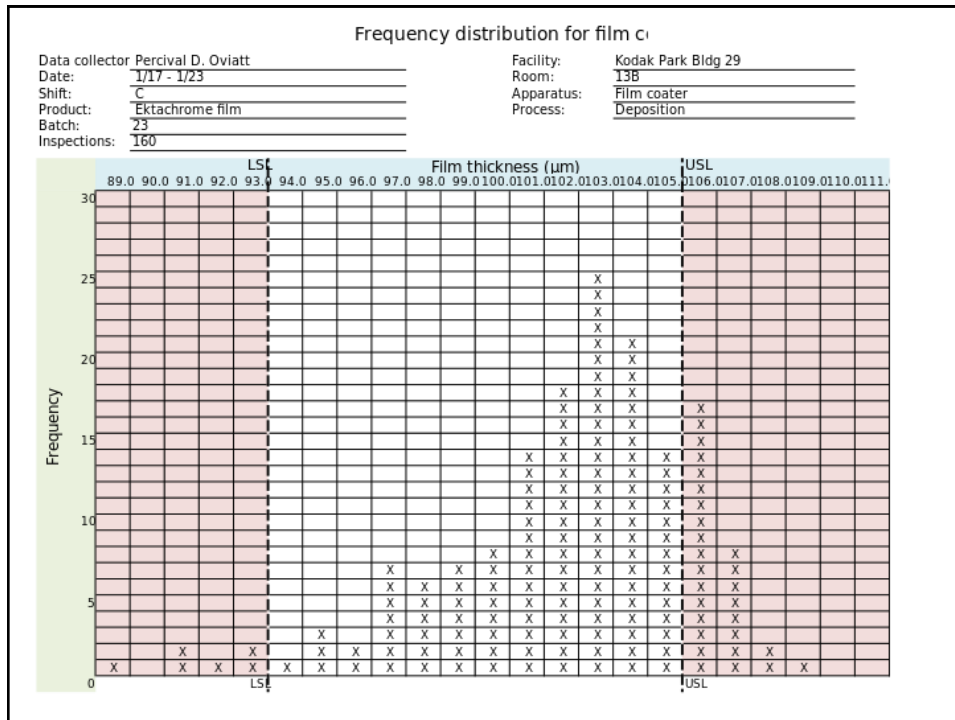 Frequency distribution for film c
Data collector Percival D. Oviatt Facility: Kodak Park Bldg 29
Date: 1/17 - 1/23 Room: 13B
Shift: C Apparatus: Film coater
Product: Ektachrome film Process: Deposition
Batch: 23
Inspections: 160
LSL Film thickness (μm) USL
89.0 90.0 91.0 92.0 93.0 94.0 95.0 96.0 97.0 98.0 99.0 100.0 101.0 102.0 103.0 104.0 105.0 106.0 107.0 108.0 109.0 110.0 111.
Frequency
30
25 X
X
X
X
X X
20 X X
X X
X X X
X X X X
X X X X
15 X X X X
X X X X X X
X X X X X X
X X X X X X
X X X X X X
10 X X X X X X
X X X X X X
X X X X X X X X
X X X X X X X X X X
X X X X X X X X X X X
5 X X X X X X X X X X X
X X X X X X X X X X X
X X X X X X X X X X X X
X X X X X X X X X X X X X X X X
X X X X X X X X X X X X X X X X X X X X
0 LSL USL